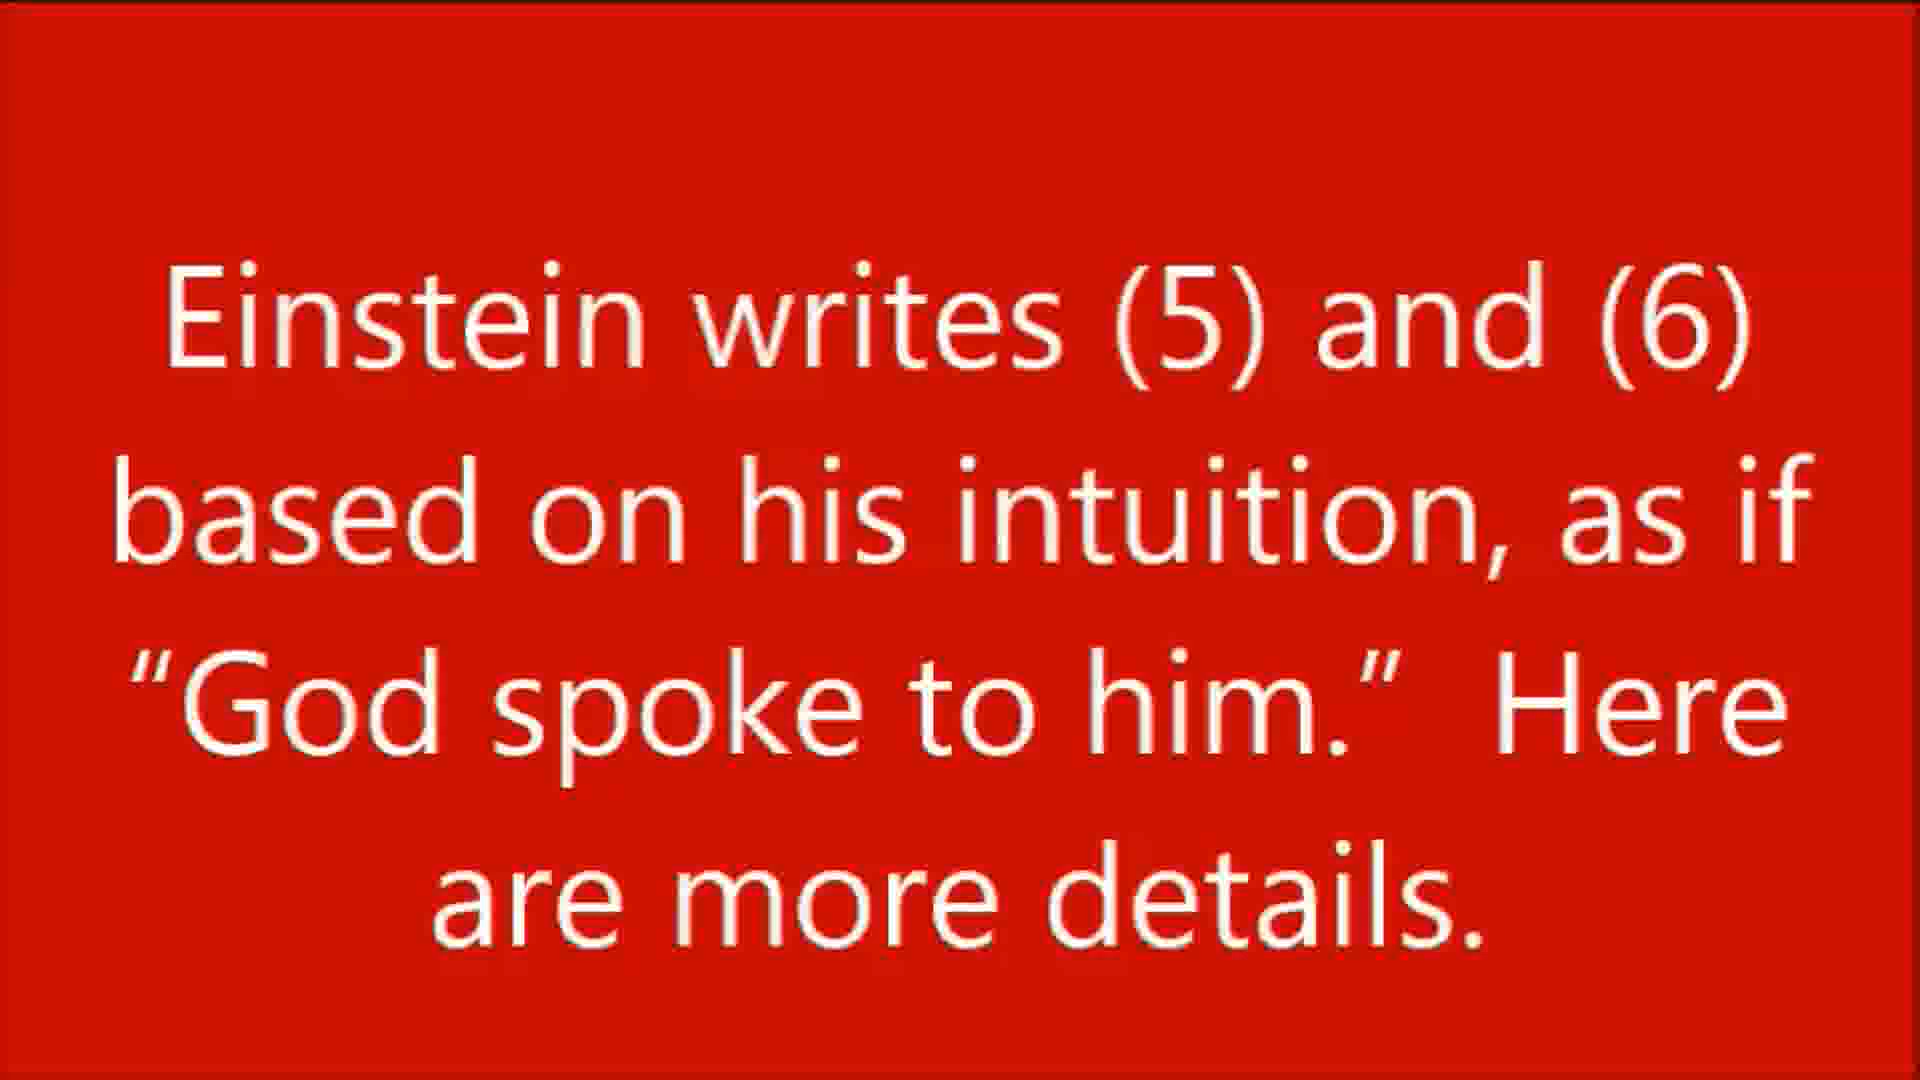 Einstein writes (5) and (6)
based on his intuition, as if
“God spoke to him.”  Here
are more details.